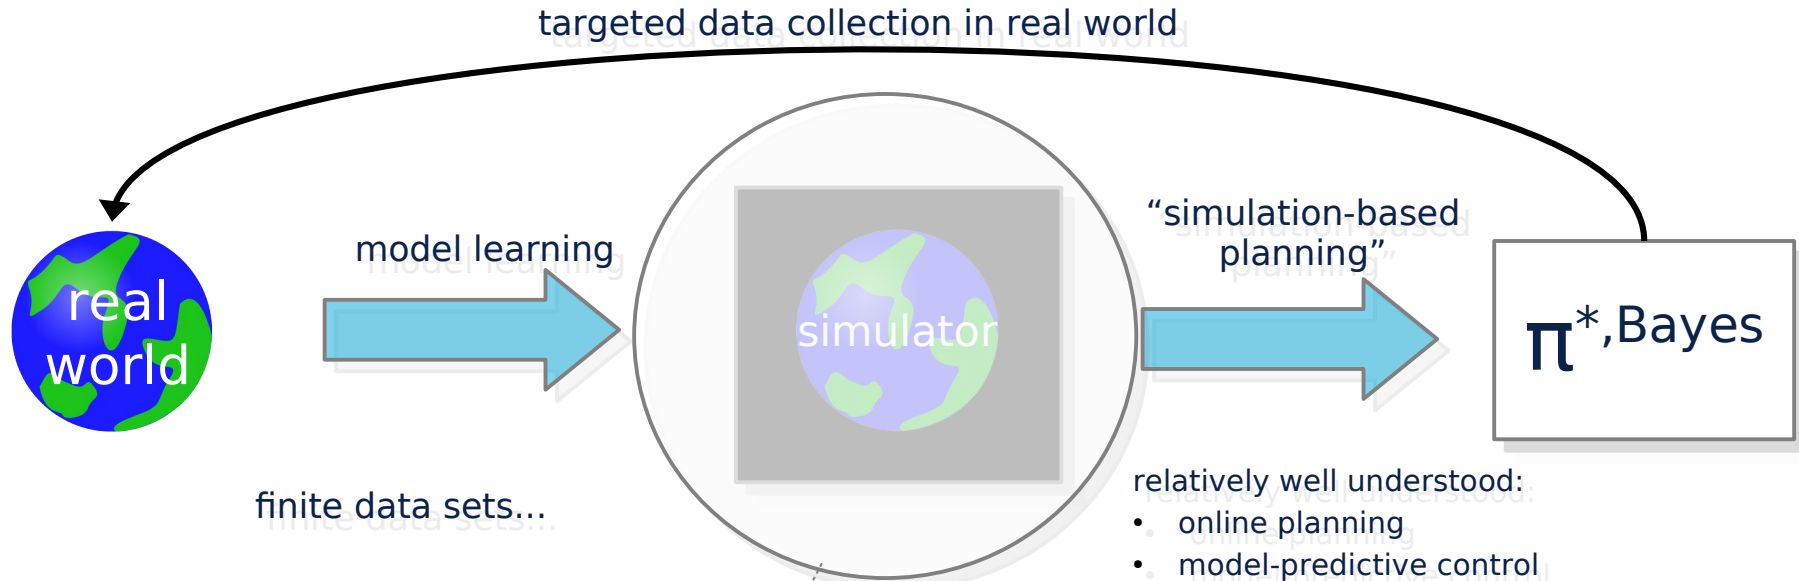 targeted data collection in real world
“simulation-based
planning”
model learning
real
world
simulator
π*,Bayes
finite data sets...
relatively well understood:
• online planning
• model-predictive control